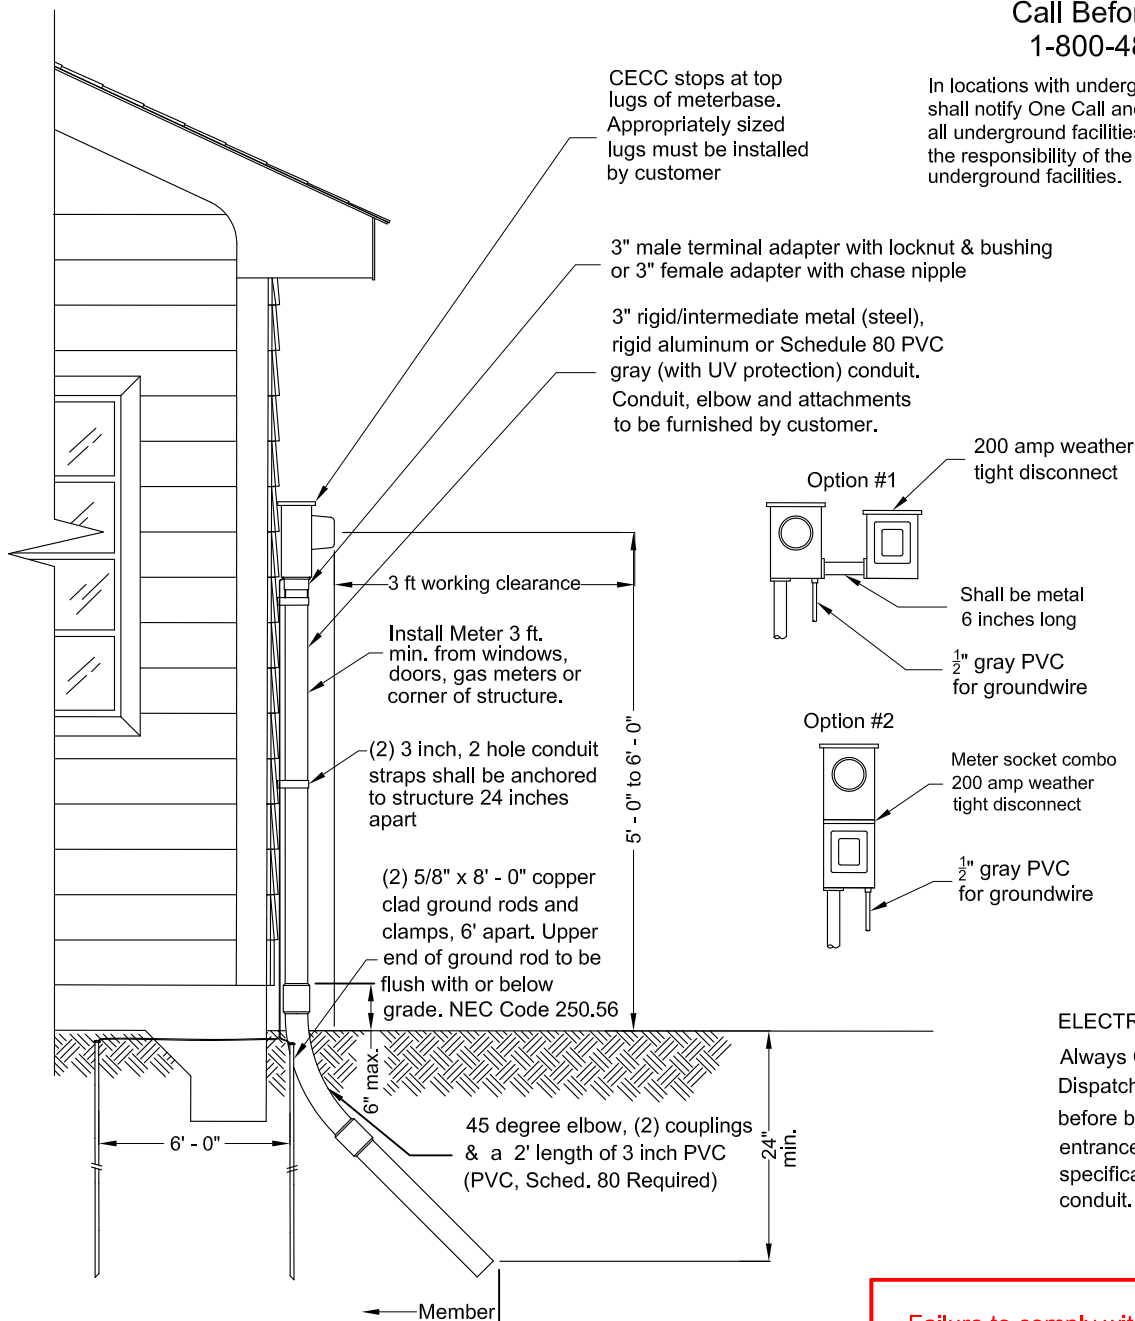 Call Befor
1-800-48
In locations with underg
shall notify One Call and
all underground facilities
the responsibility of the
underground facilities.
CECC stops at top
lugs of meterbase.
Appropriately sized
lugs must be installed
by customer
3" male terminal adapter with locknut & bushing
or 3" female adapter with chase nipple
3" rigid/intermediate metal (steel),
rigid aluminum or Schedule 80 PVC
gray (with UV protection) conduit.
Conduit, elbow and attachments
to be furnished by customer.
200 amp weather
tight disconnect
Option #1
Shall be metal
6 inches long
½" gray PVC
for groundwire
3 ft working clearance
Install Meter 3 ft.
min. from windows,
doors, gas meters or
corner of structure.
Option #2
Meter socket combo
200 amp weather
tight disconnect
½" gray PVC
for groundwire
(2) 3 inch, 2 hole conduit
straps shall be anchored
to structure 24 inches
apart
5' - 0" to 6' - 0"
(2) 5/8" x 8' - 0" copper
clad ground rods and
clamps, 6' apart. Upper
end of ground rod to be
flush with or below
grade. NEC Code 250.56
6" max.
6' - 0"
45 degree elbow, (2) couplings
& a 2' length of 3 inch PVC
(PVC, Sched. 80 Required)
24"
min.
Member
ELECTR
Always C
Dispatch
before b
entrance
specifica
conduit.
Failure to comply wit